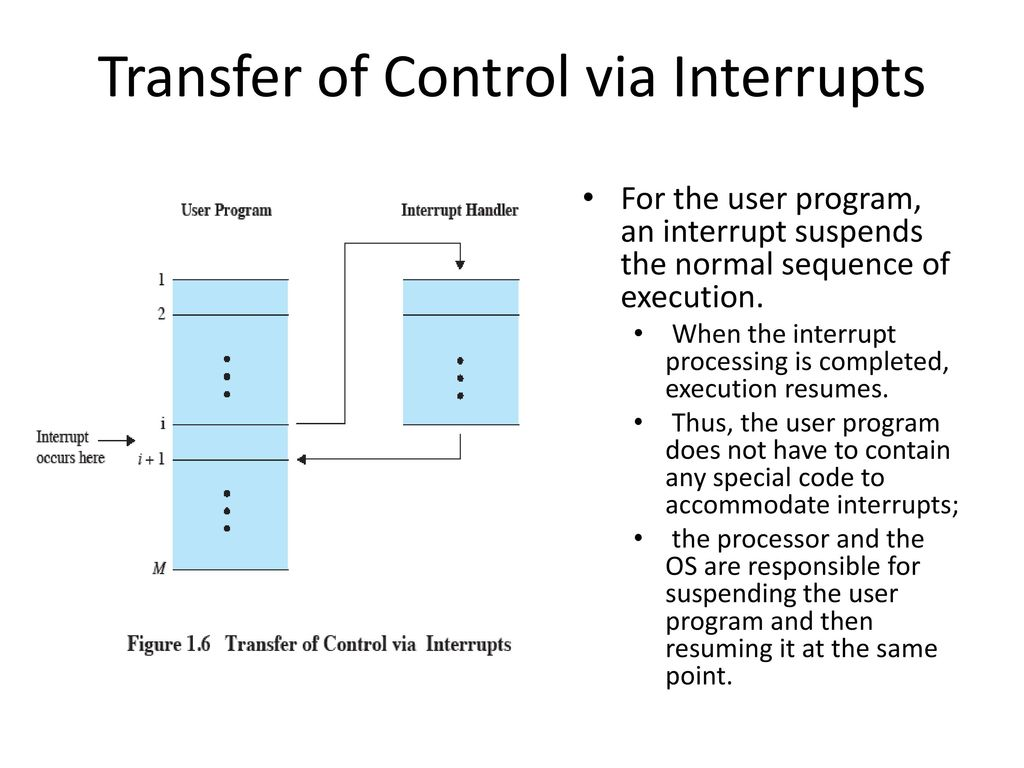 Transfer of Control via Interrupts
User Program
Interrupt Handler
1
2
i
Interrupt
occurs here
i + 1
M
Figure 1.6 Transfer of Control via Interrupts
• For the user program,
an interrupt suspends
the normal sequence of
execution.
• When the interrupt
processing is completed,
execution resumes.
• Thus, the user program
does not have to contain
any special code to
accommodate interrupts;
• the processor and the
OS are responsible for
suspending the user
program and then
resuming it at the same
point.